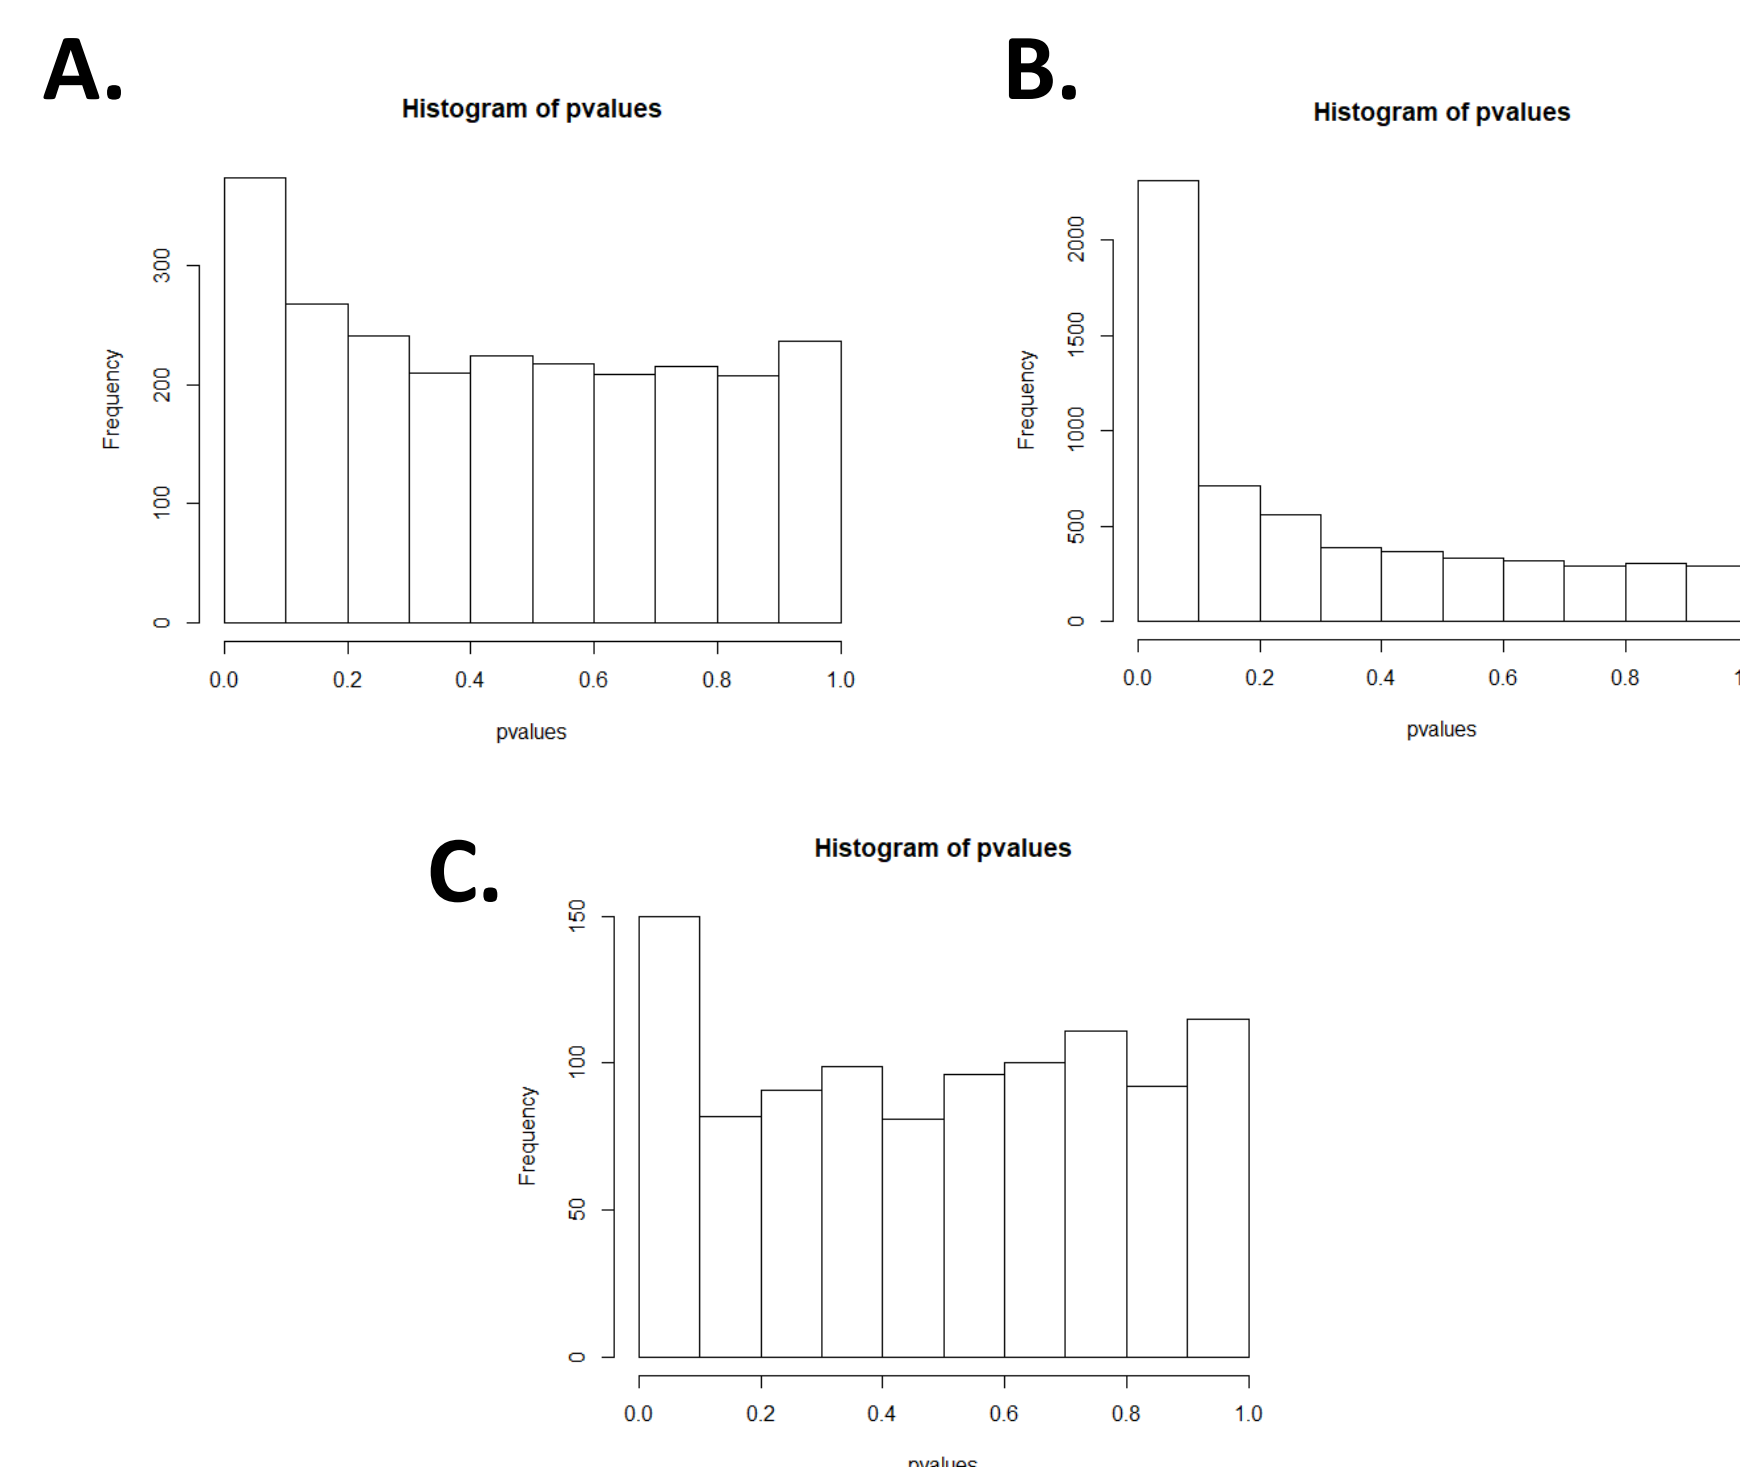 A.
Histogram of pvalues
Frequency
0 100 200 300
0.0 0.2 0.4 0.6 0.8 1.0
pvalues
B.
Histogram of pvalues
Frequency
0 500 1000 1500 2000
0.0 0.2 0.4 0.6 0.8 1
pvalues
C.
Histogram of pvalues
Frequency
0 50 100 150
0.0 0.2 0.4 0.6 0.8 1.0
pvalues